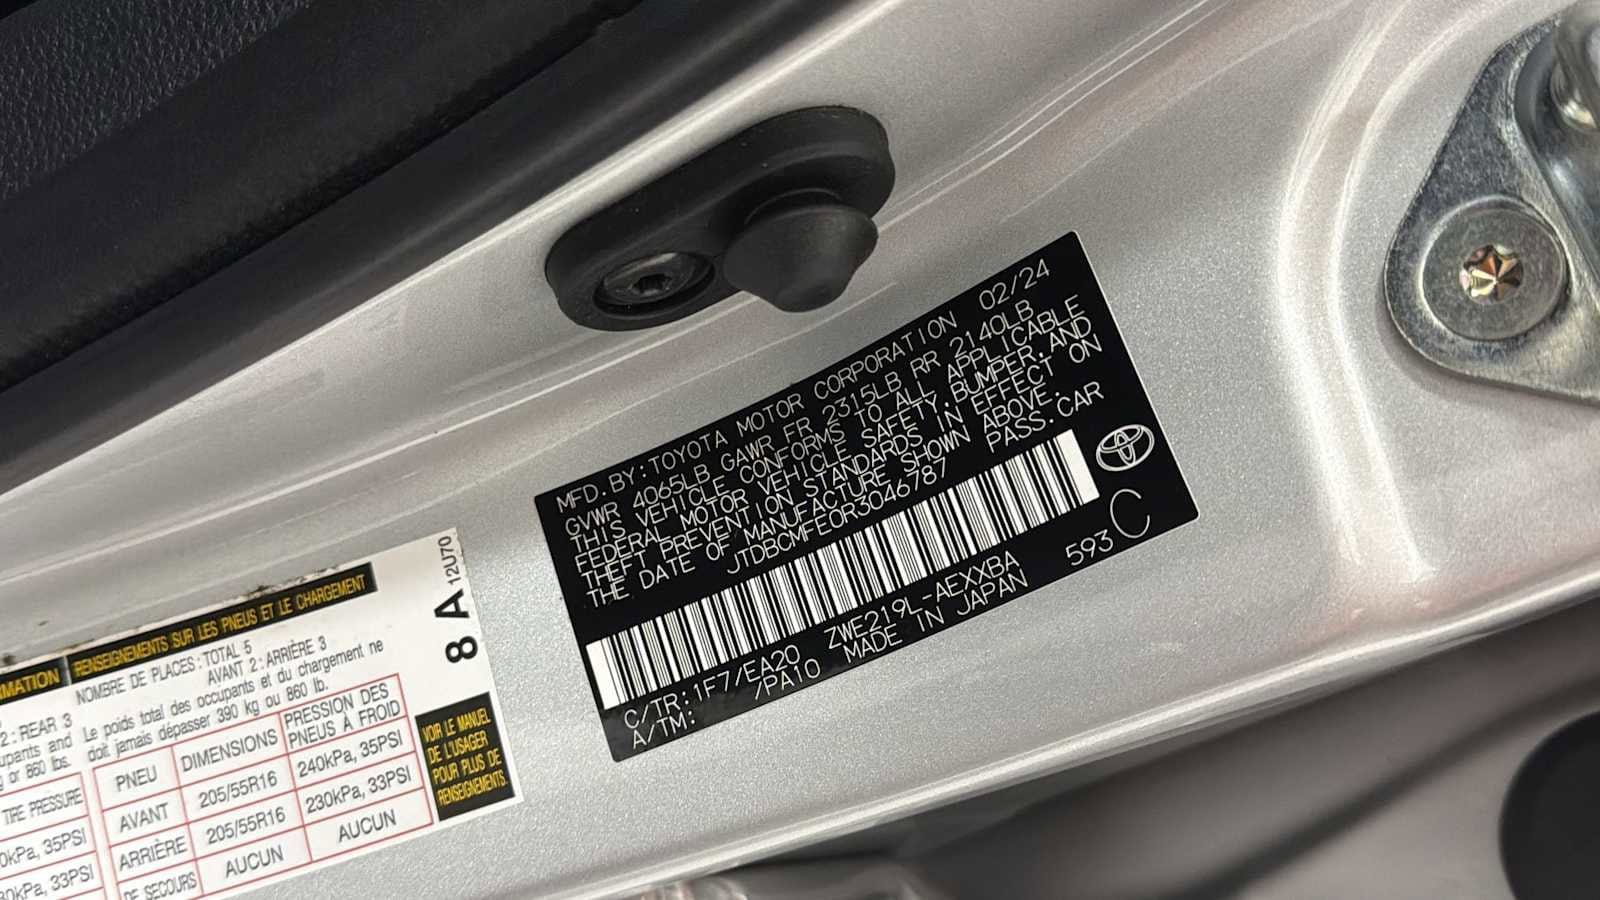 MFD.BY:TOYOTA MOTOR CORPORATION 02/24
GVWR 4065LB GAWR FR 2315LB RR 2140LB
THIS VEHICLE CONFORMS TO ALL APPLICABLE
FEDERAL MOTOR VEHICLE SAFETY,BUMPER,AND
THEFT PREVENTION STANDARDS IN EFFECT ON
THE DATE OF MANUFACTURE SHOWN ABOVE.
JTDBCMFE0R3046787 PASS.CAR
C/TR:1F7/EA20 ZWE219L-AEXXBA 593 C
A/TM: /PA10 MADE IN JAPAN
8 A 12U70
RENSEIGNEMENTS SUR LES PNEUS ET LE CHARGEMENT
NOMBRE DE PLACES:TOTAL 5
AVANT 2:ARRIÈRE 3
Le poids total des occupants et du chargement ne
doit jamais dépasser 390 kg ou 860 lb.
PNEU DIMENSIONS PRESSION DES PNEUS À FROID
AVANT 205/55R16 240kPa, 35PSI
ARRIÈRE 205/55R16 230kPa, 33PSI
DE SECOURS AUCUN AUCUN
VOIR LE MANUEL
DE L'USAGER
POUR PLUS DE
RENSEIGNEMENTS.
2:REAR 3
and
or 860 lbs.
TIRE PRESSURE
35PSI
33PSI